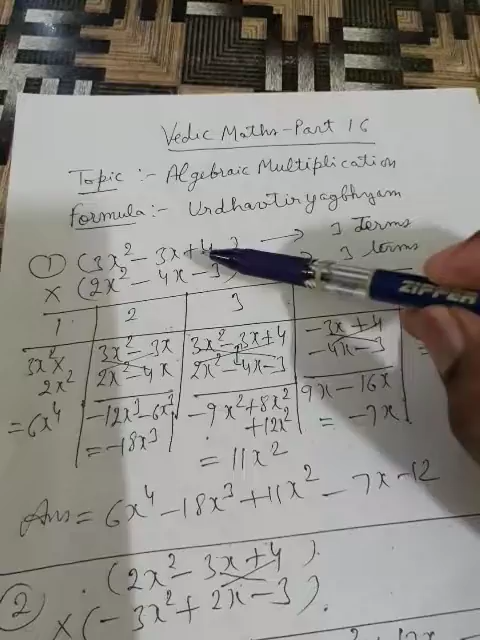 Vedic Maths-Part 16
Topic :- Algebraic Multiplication
Formula:- Urdhavtiryagbhyam
① (3x² - 3x+4 ) → 3 Terms
× (2x² - 4x - 3) 3 terms
1 2 3
3x² × 2x² = 6x⁴
3x² - 3x
2x² - 4x
-12x³ - 6x³
= -18x³
3x² - 3x + 4
2x² - 4x - 3
-9x² + 8x²
+12x²
= 11x²
-3x + 4
-4x - 3
9x - 16x
= -7x
Ans = 6x⁴ - 18x³ + 11x² - 7x - 12
② (2x² - 3x + 4)
× (-3x² + 2x - 3).
ZIPPER